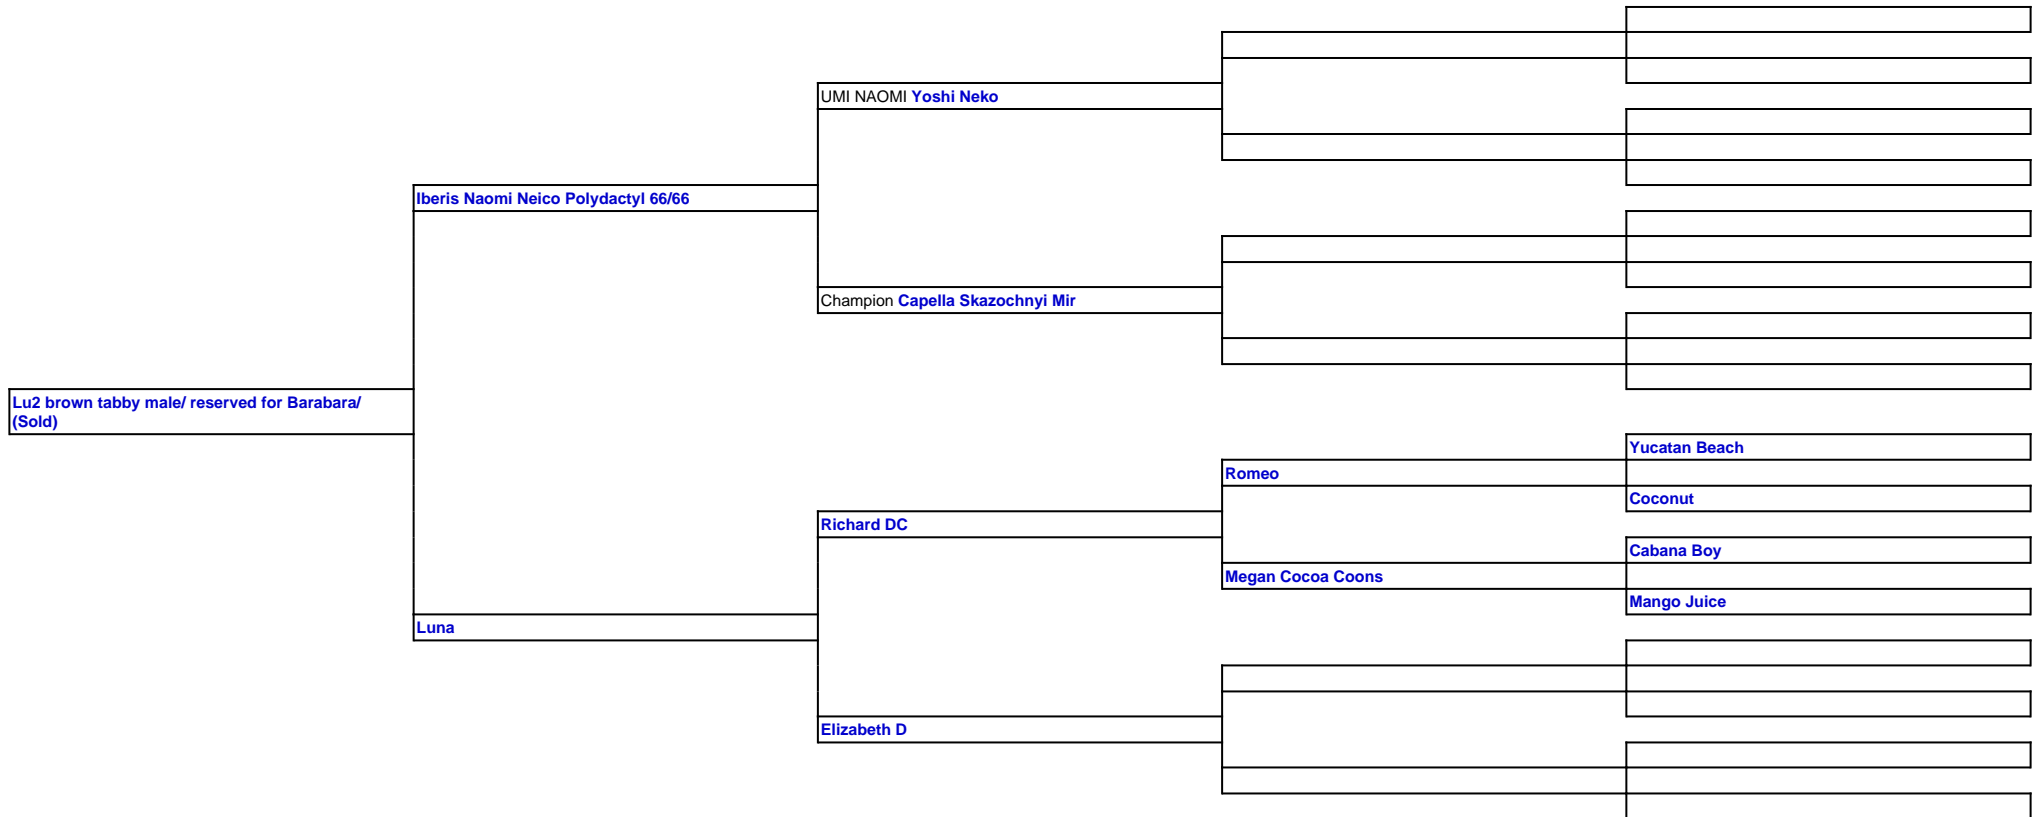 UMI NAOMI Yoshi Neko
Iberis Naomi Neico Polydactyl 66/66
Champion Capella Skazochnyi Mir
Lu2 brown tabby male/ reserved for Barabara/
(Sold)
Yucatan Beach
Romeo
Coconut
Richard DC
Cabana Boy
Megan Cocoa Coons
Mango Juice
Luna
Elizabeth D